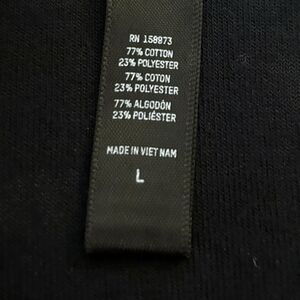 RN 158973
77% COTTON
23% POLYESTER
77% COTON
23% POLYESTER
77% ALGODÓN
23% POLIÉSTER
MADE IN VIET NAM
L